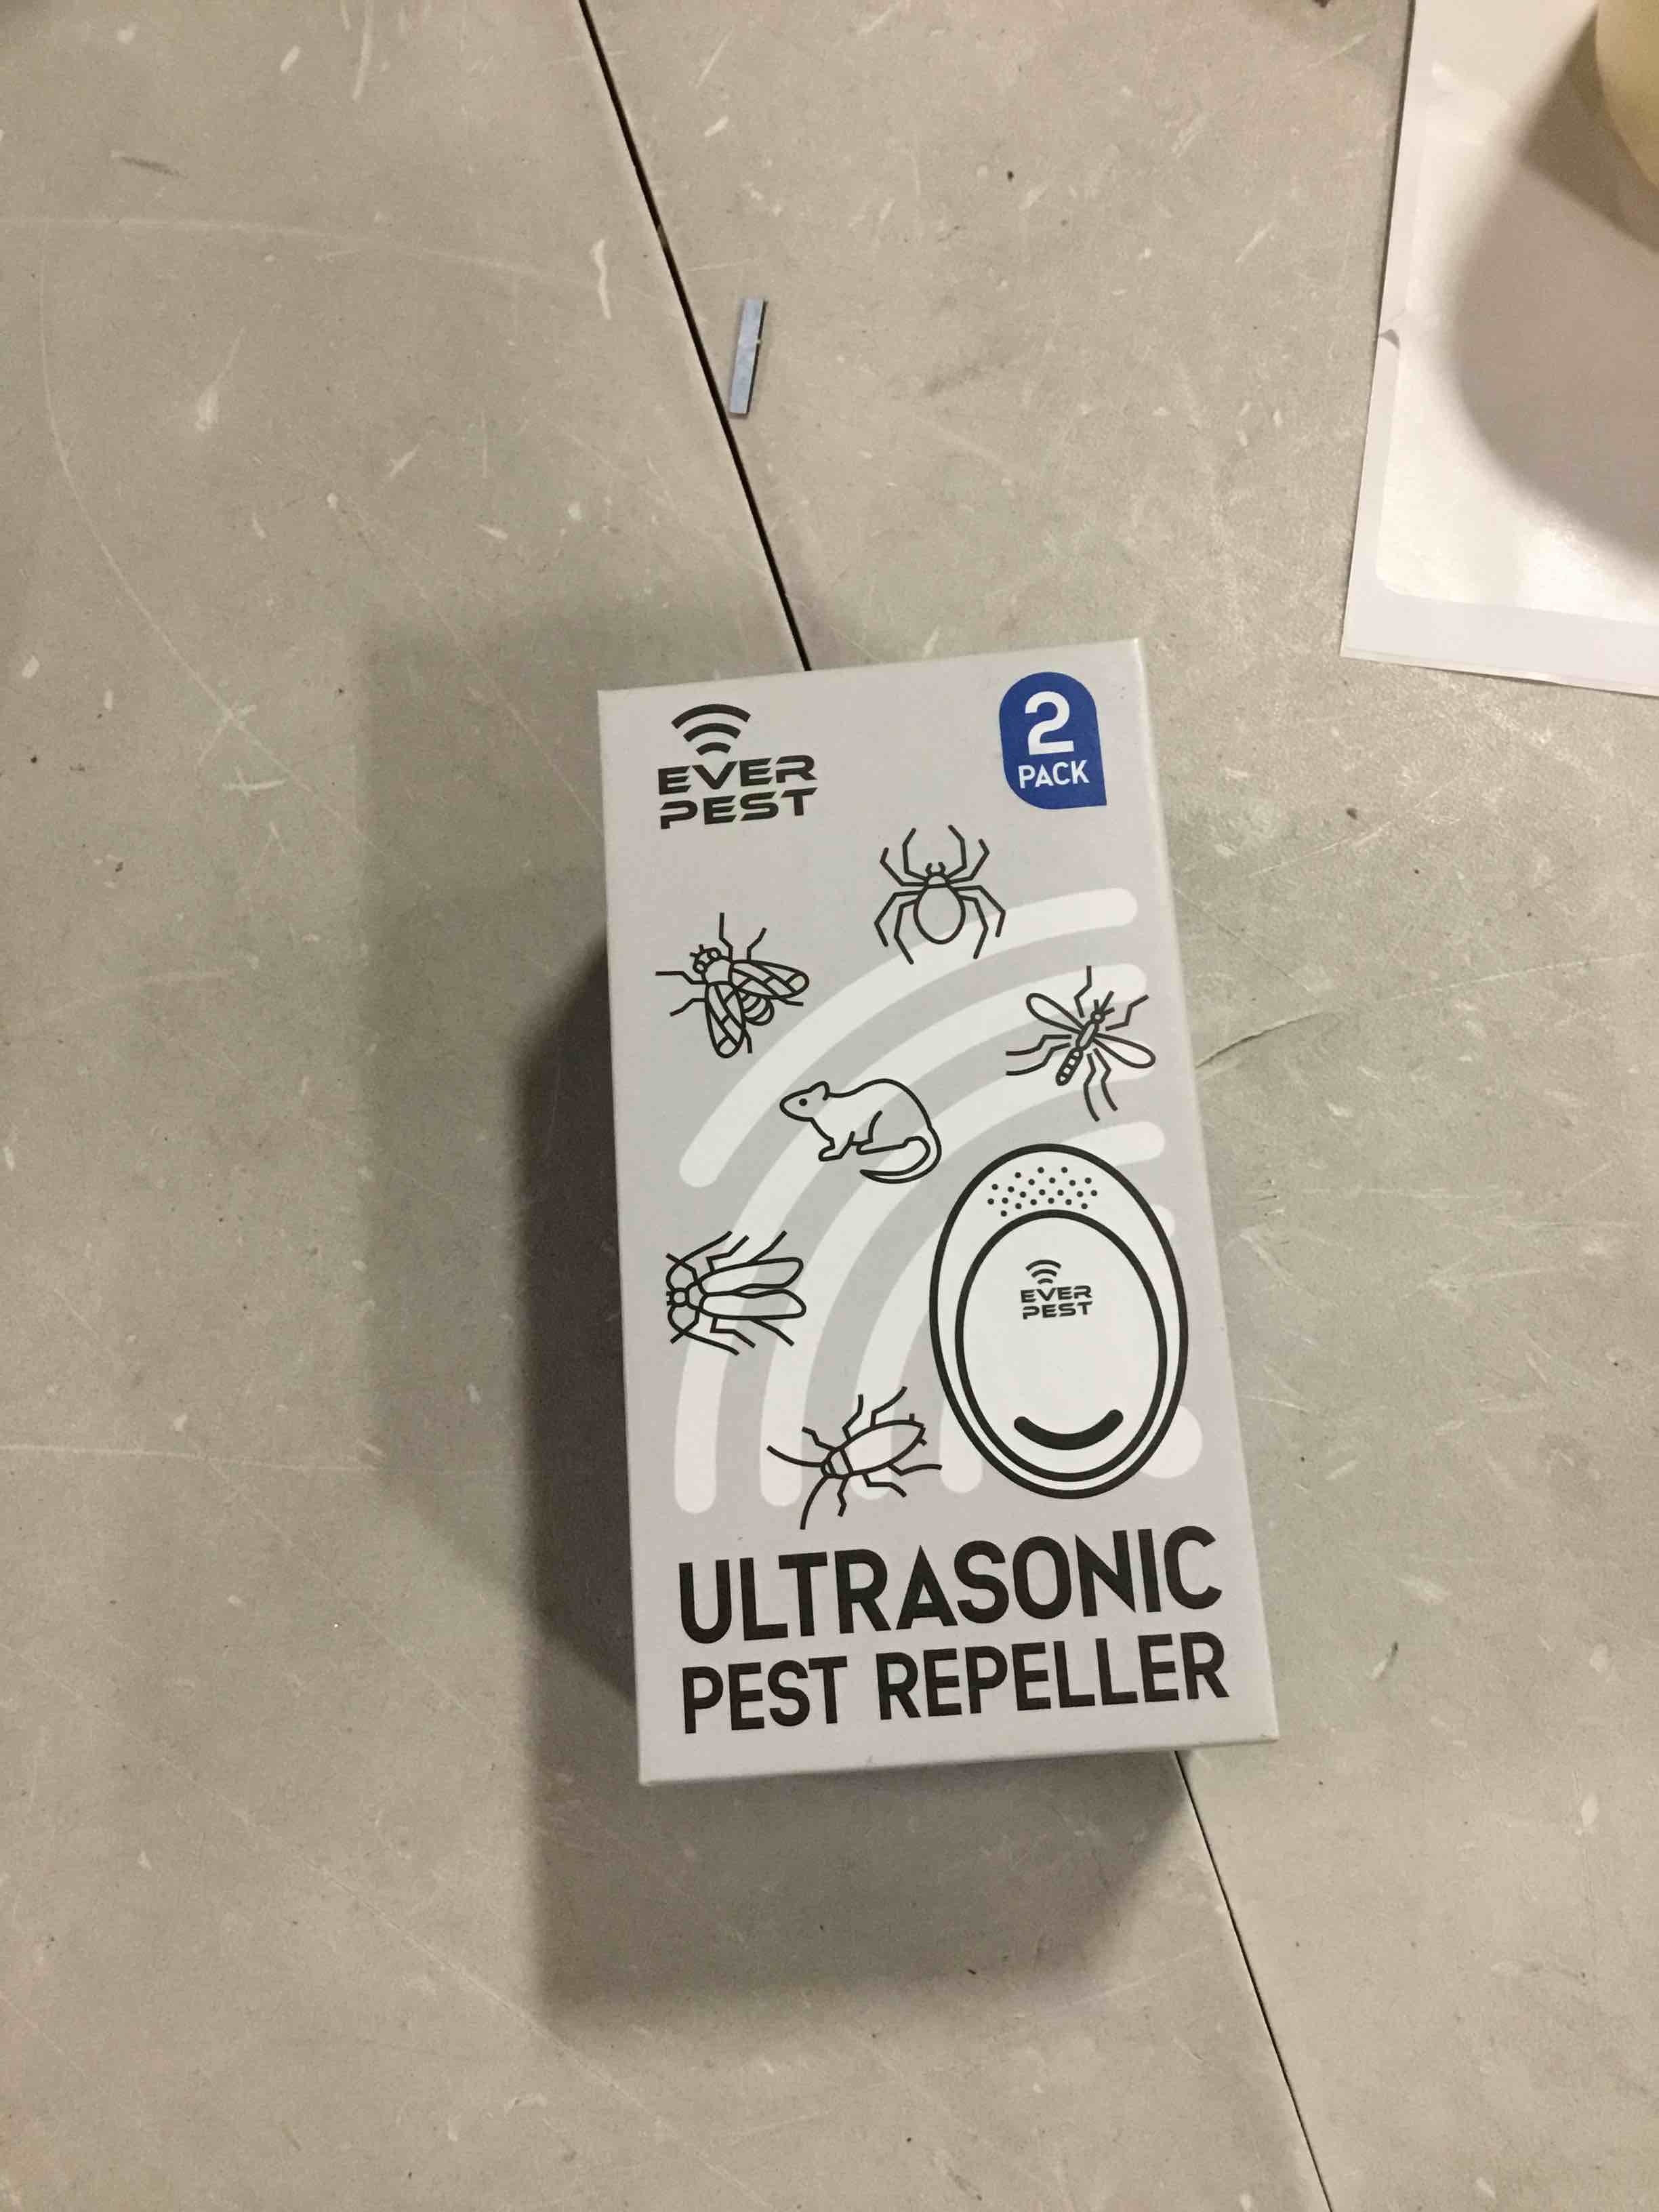 EVER
PEST
2
PACK
EVER
PEST
ULTRASONIC
PEST REPELLER